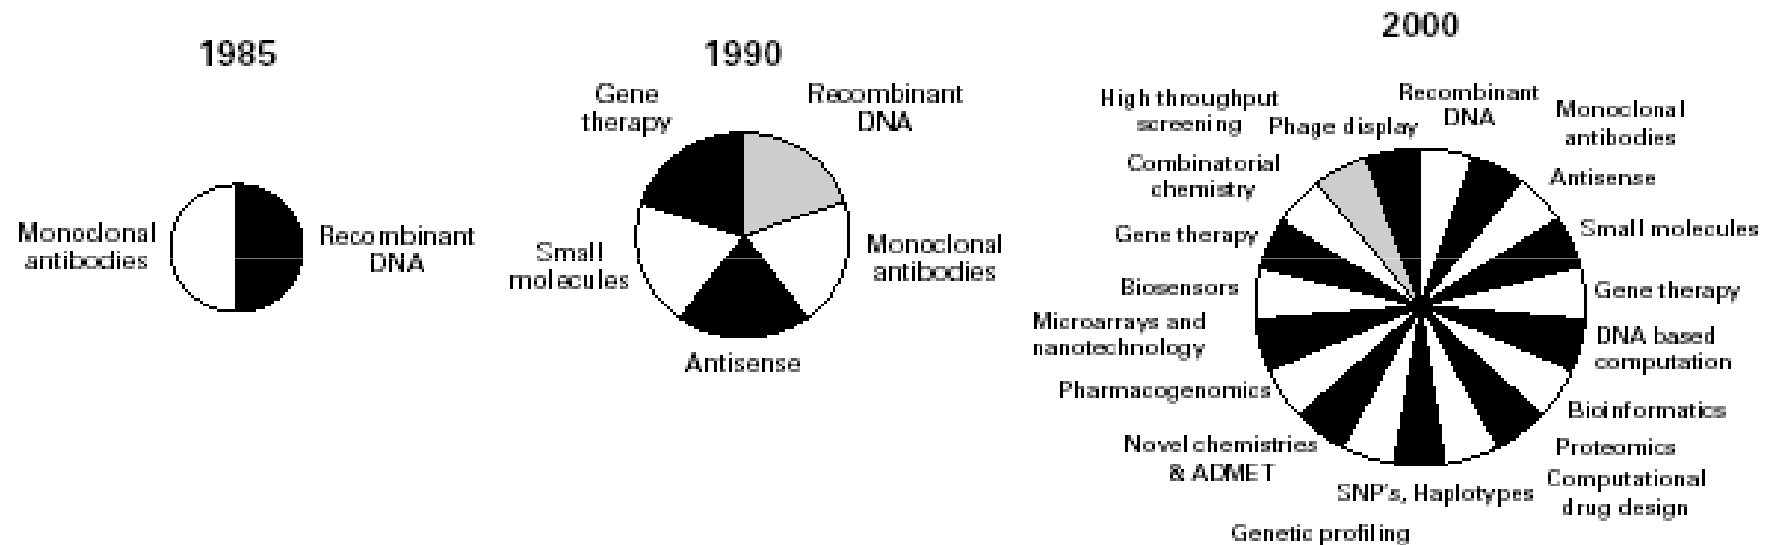 1985
Monoclonal
antibodies
Recombinant
DNA
1990
Gene
therapy
Recombinant
DNA
Small
molecules
Monoclonal
antibodies
Antisense
2000
High throughput
screening
Phage display
Recombinant
DNA
Monoclonal
antibodies
Combinatorial
chemistry
Antisense
Gene therapy
Small molecules
Biosensors
Gene therapy
Microarrays and
nanotechnology
DNA based
computation
Pharmacogenomics
Bioinformatics
Novel chemistries
& ADMET
Proteomics
SNP's, Haplotypes
Computational
drug design
Genetic profiling